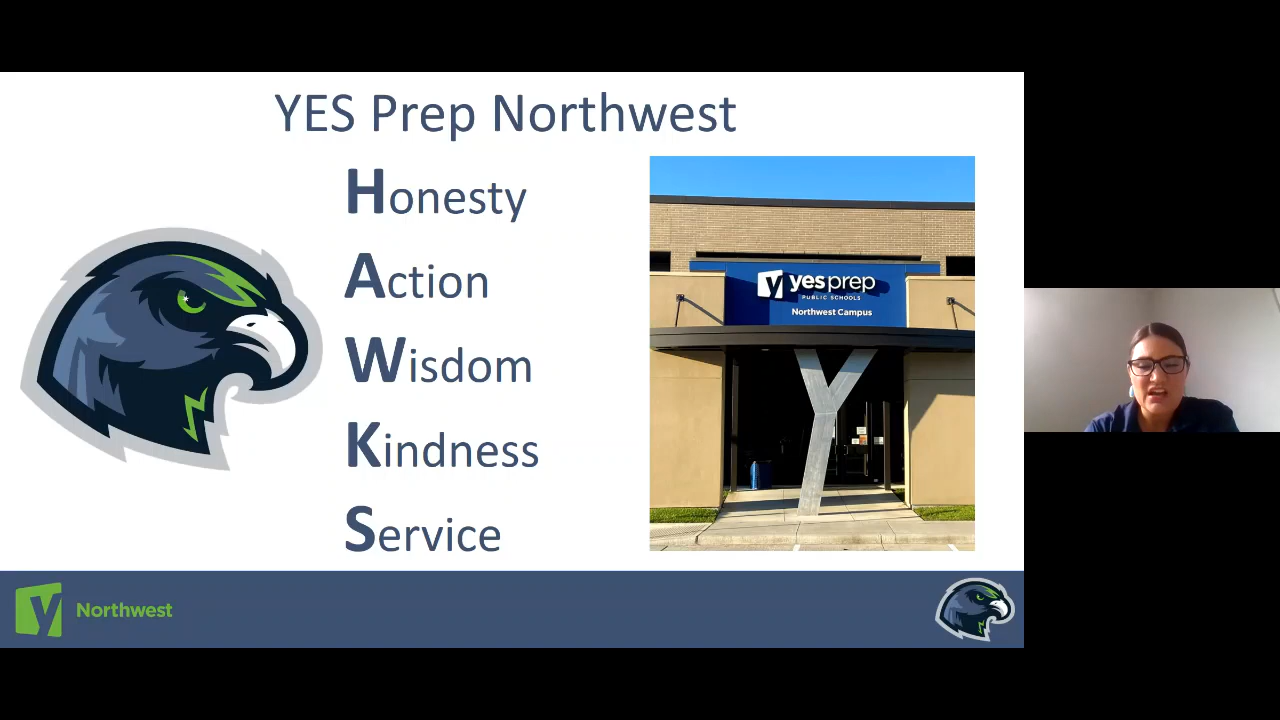 YES Prep Northwest
Honesty
Action
Wisdom
Kindness
Service
yes prep
PUBLIC SCHOOLS
Northwest Campus
Y
Y Northwest